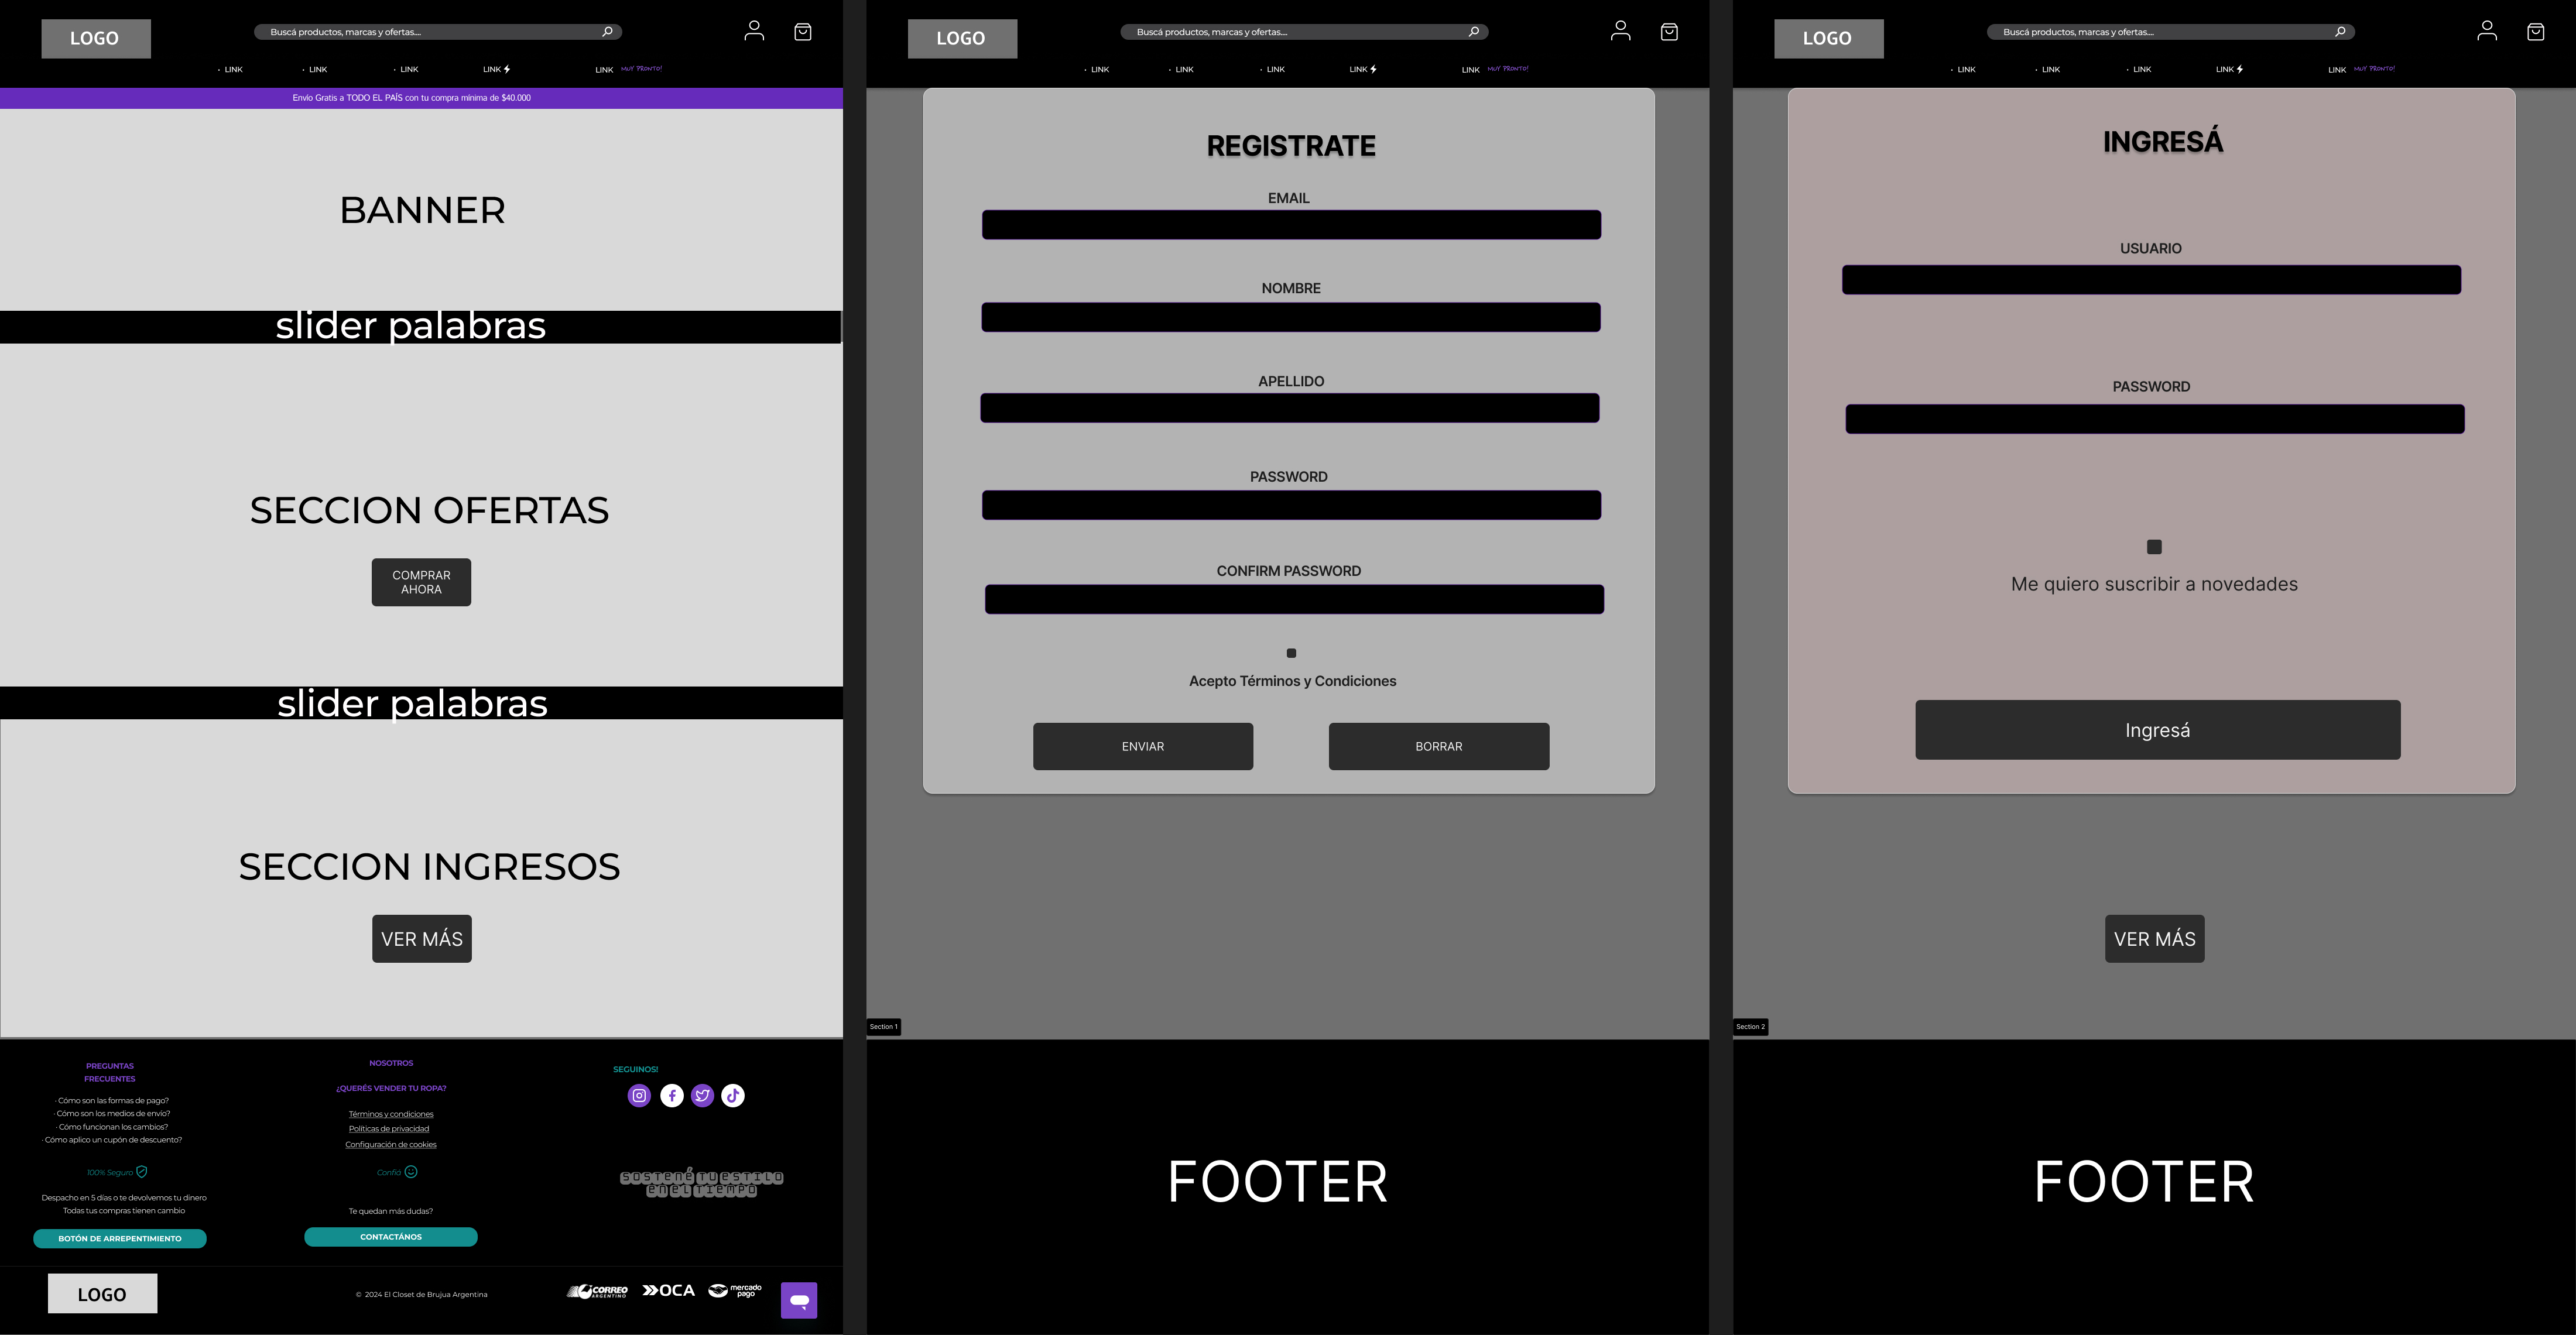 LOGO
Buscá productos, marcas y ofertas....
· LINK
· LINK
· LINK
LINK
LINK
MUY PRONTO!
Envío Gratis a TODO EL PAÍS con tu compra mínima de $40.000
BANNER
slider palabras
SECCION OFERTAS
COMPRAR
AHORA
slider palabras
SECCION INGRESOS
VER MÁS
PREGUNTAS
FRECUENTES
· Cómo son las formas de pago?
· Cómo son los medios de envío?
· Cómo funcionan los cambios?
· Cómo aplico un cupón de descuento?
100% Seguro
Despacho en 5 días o te devolvemos tu dinero
Todas tus compras tienen cambio
BOTÓN DE ARREPENTIMIENTO
NOSOTROS
¿QUERÉS VENDER TU ROPA?
Términos y condiciones
Políticas de privacidad
Configuración de cookies
Confiá
Te quedan más dudas?
CONTACTÁNOS
SEGUINOS!
SOSTENÉ TU ESTILO
EN EL TIEMPO
LOGO
© 2024 El Closet de Brujua Argentina
CORREO
ARGENTINO
OCA
mercado
pago
LOGO
Buscá productos, marcas y ofertas....
· LINK
· LINK
· LINK
LINK
LINK
MUY PRONTO!
REGISTRATE
EMAIL
NOMBRE
APELLIDO
PASSWORD
CONFIRM PASSWORD
Acepto Términos y Condiciones
ENVIAR
BORRAR
Section 1
FOOTER
LOGO
Buscá productos, marcas y ofertas....
· LINK
· LINK
· LINK
LINK
LINK
MUY PRONTO!
INGRESÁ
USUARIO
PASSWORD
Me quiero suscribir a novedades
Ingresá
VER MÁS
Section 2
FOOTER